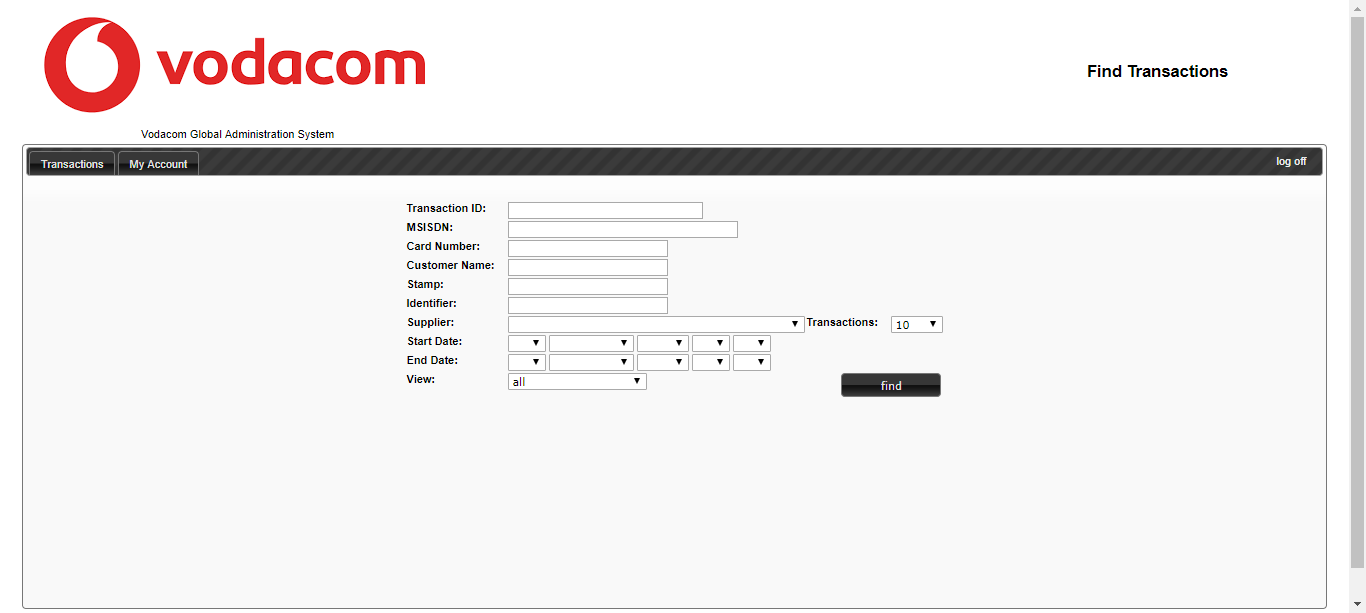 vodacom
Find Transactions
Vodacom Global Administration System
Transactions My Account log off
Transaction ID:
MSISDN:
Card Number:
Customer Name:
Stamp:
Identifier:
Supplier: Transactions: 10
Start Date:
End Date:
View: all
find